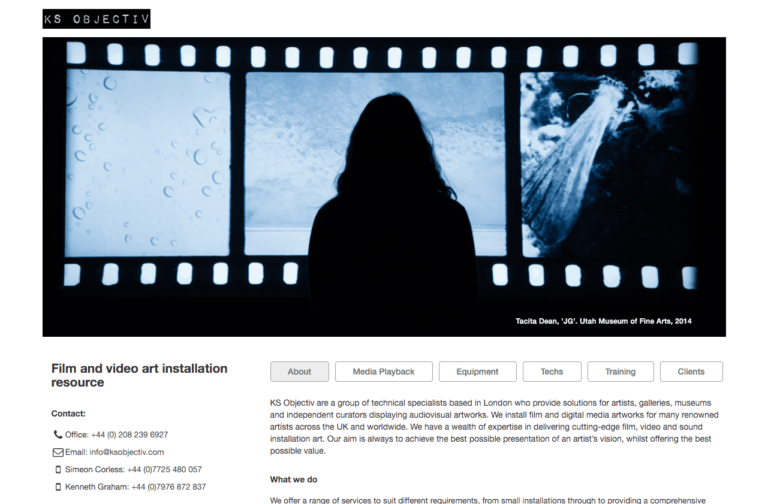 KS OBJECTIV
Tacita Dean, 'JG'. Utah Museum of Fine Arts, 2014
Film and video art installation
resource
Contact:
Office: +44 (0) 208 239 6927
Email: info@ksobjectiv.com
Simeon Corless: +44 (0)7725 480 057
Kenneth Graham: +44 (0)7976 872 837
About Media Playback Equipment Techs Training Clients
KS Objectiv are a group of technical specialists based in London who provide solutions for artists, galleries, museums
and independent curators displaying audiovisual artworks. We install film and digital media artworks for many renowned
artists across the UK and worldwide. We have a wealth of expertise in delivering cutting-edge film, video and sound
installation art. Our aim is always to achieve the best possible presentation of an artist's vision, whilst offering the best
possible value.
What we do
We offer a range of services to suit different requirements, from small installations through to providing a comprehensive